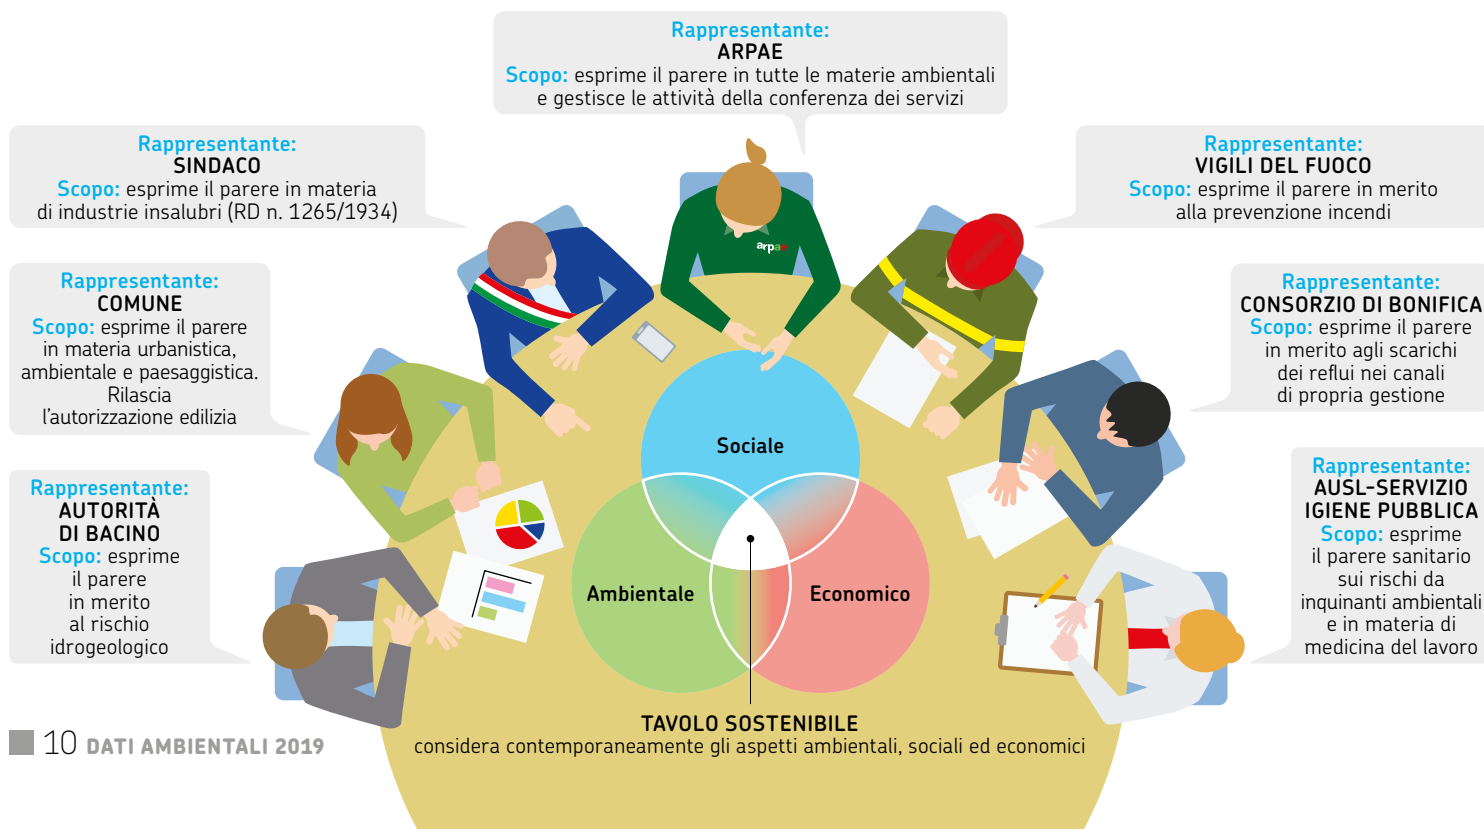 Rappresentante:
ARPAE
Scopo: esprime il parere in tutte le materie ambientali
e gestisce le attività della conferenza dei servizi
Rappresentante:
SINDACO
Scopo: esprime il parere in materia
di industrie insalubri (RD n. 1265/1934)
Rappresentante:
VIGILI DEL FUOCO
Scopo: esprime il parere in merito
alla prevenzione incendi
Rappresentante:
COMUNE
Scopo: esprime il parere
in materia urbanistica,
ambientale e paesaggistica.
Rilascia
l'autorizzazione edilizia
Rappresentante:
CONSORZIO DI BONIFICA
Scopo: esprime il parere
in merito agli scarichi
dei reflui nei canali
di propria gestione
Rappresentante:
AUTORITÀ
DI BACINO
Scopo: esprime
il parere
in merito
al rischio
idrogeologico
Rappresentante:
AUSL-SERVIZIO
IGIENE PUBBLICA
Scopo: esprime
il parere sanitario
sui rischi da
inquinanti ambientali
e in materia di
medicina del lavoro
arpae
Sociale
Ambientale
Economico
TAVOLO SOSTENIBILE
considera contemporaneamente gli aspetti ambientali, sociali ed economici
10 DATI AMBIENTALI 2019